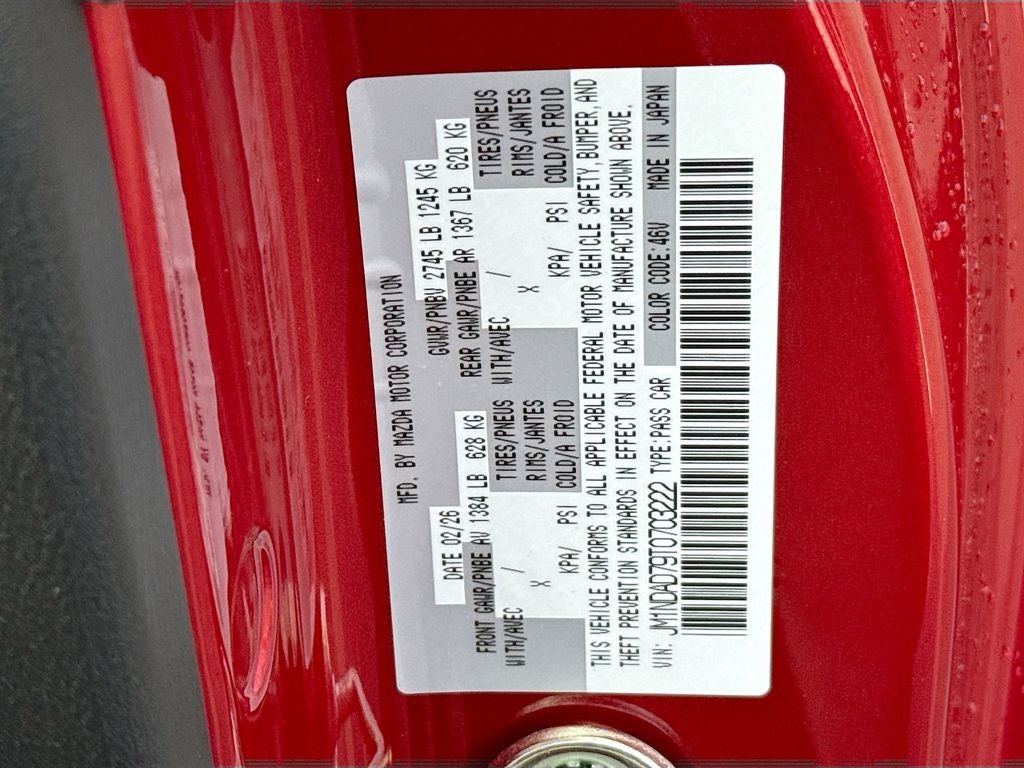 MFD. BY MAZDA MOTOR CORPORATION
DATE 02/26 GVWR/PNBV 2745 LB 1245 KG
FRONT GAWR/PNBE AV 1384 LB 628 KG REAR GAWR/PNBE AR 1367 LB 620 KG
WITH/AVEC / TIRES/PNEUS WITH/AVEC / TIRES/PNEUS
X RIMS/JANTES X RIMS/JANTES
KPA/ PSI COLD/A FROID KPA/ PSI COLD/A FROID
THIS VEHICLE CONFORMS TO ALL APPLICABLE FEDERAL MOTOR VEHICLE SAFETY, BUMPER, AND
THEFT PREVENTION STANDARDS IN EFFECT ON THE DATE OF MANUFACTURE SHOWN ABOVE.
VIN: JM1NDAD79T0703222 TYPE:PASS CAR COLOR CODE:46V MADE IN JAPAN